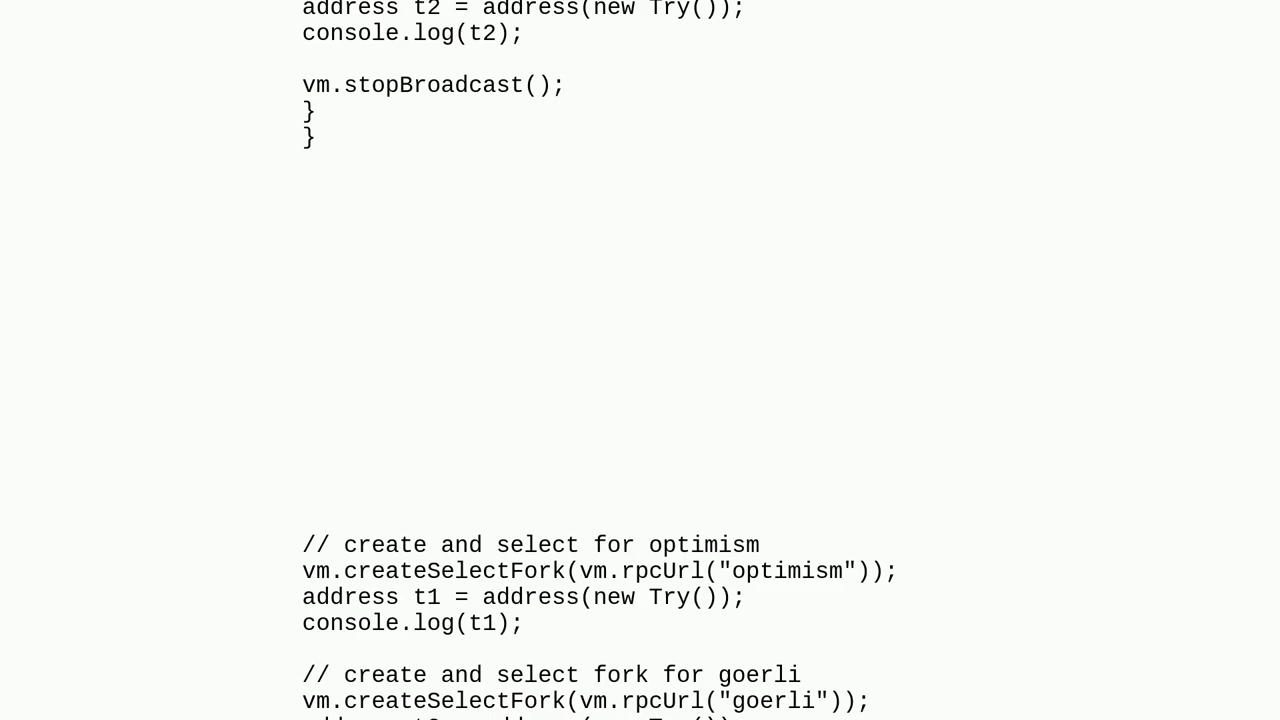 address t2 = address(new Try());
console.log(t2);
vm.stopBroadcast();
}
}
// create and select for optimism
vm.createSelectFork(vm.rpcUrl("optimism"));
address t1 = address(new Try());
console.log(t1);
// create and select fork for goerli
vm.createSelectFork(vm.rpcUrl("goerli"));